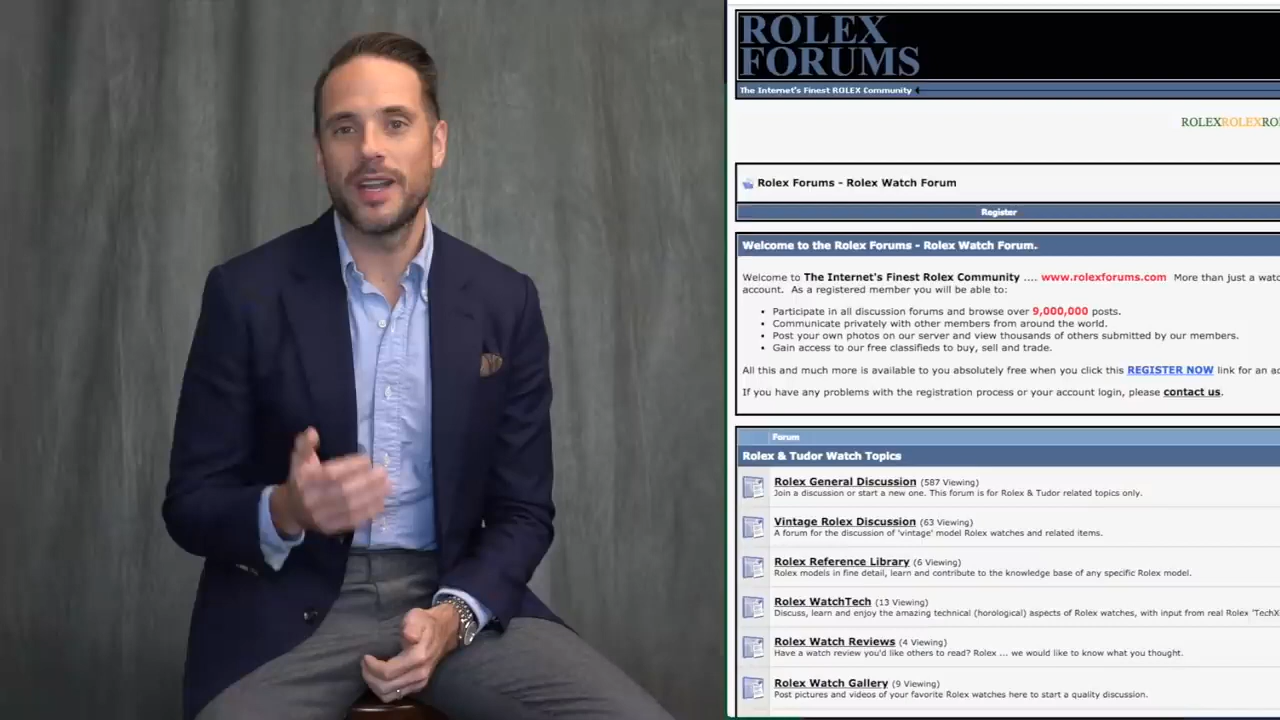 ROLEX
FORUMS
The Internet's Finest ROLEX Community
ROLEXROLEXRO
Rolex Forums - Rolex Watch Forum
Register
Welcome to the Rolex Forums - Rolex Watch Forum.
Welcome to The Internet's Finest Rolex Community .... www.rolexforums.com More than just a watc
account. As a registered member you will be able to:
Participate in all discussion forums and browse over 9,000,000 posts.
Communicate privately with other members from around the world.
Post your own photos on our server and view thousands of others submitted by our members.
Gain access to our free classifieds to buy, sell and trade.
All this and much more is available to you absolutely free when you click this REGISTER NOW link for an ac
If you have any problems with the registration process or your account login, please contact us.
Forum
Rolex & Tudor Watch Topics
Rolex General Discussion (587 Viewing)
Join a discussion or start a new one. This forum is for Rolex & Tudor related topics only.
Vintage Rolex Discussion (63 Viewing)
A forum for the discussion of 'vintage' model Rolex watches and related items.
Rolex Reference Library (6 Viewing)
Rolex models in fine detail, learn and contribute to the knowledge base of any specific Rolex model.
Rolex WatchTech (13 Viewing)
Discuss, learn and enjoy the amazing technical (horological) aspects of Rolex watches, with input from real Rolex 'TechX
Rolex Watch Reviews (4 Viewing)
Have a watch review you'd like others to read? Rolex ... we would like to know what you thought.
Rolex Watch Gallery (9 Viewing)
Post pictures and videos of your favorite Rolex watches here to start a quality discussion.